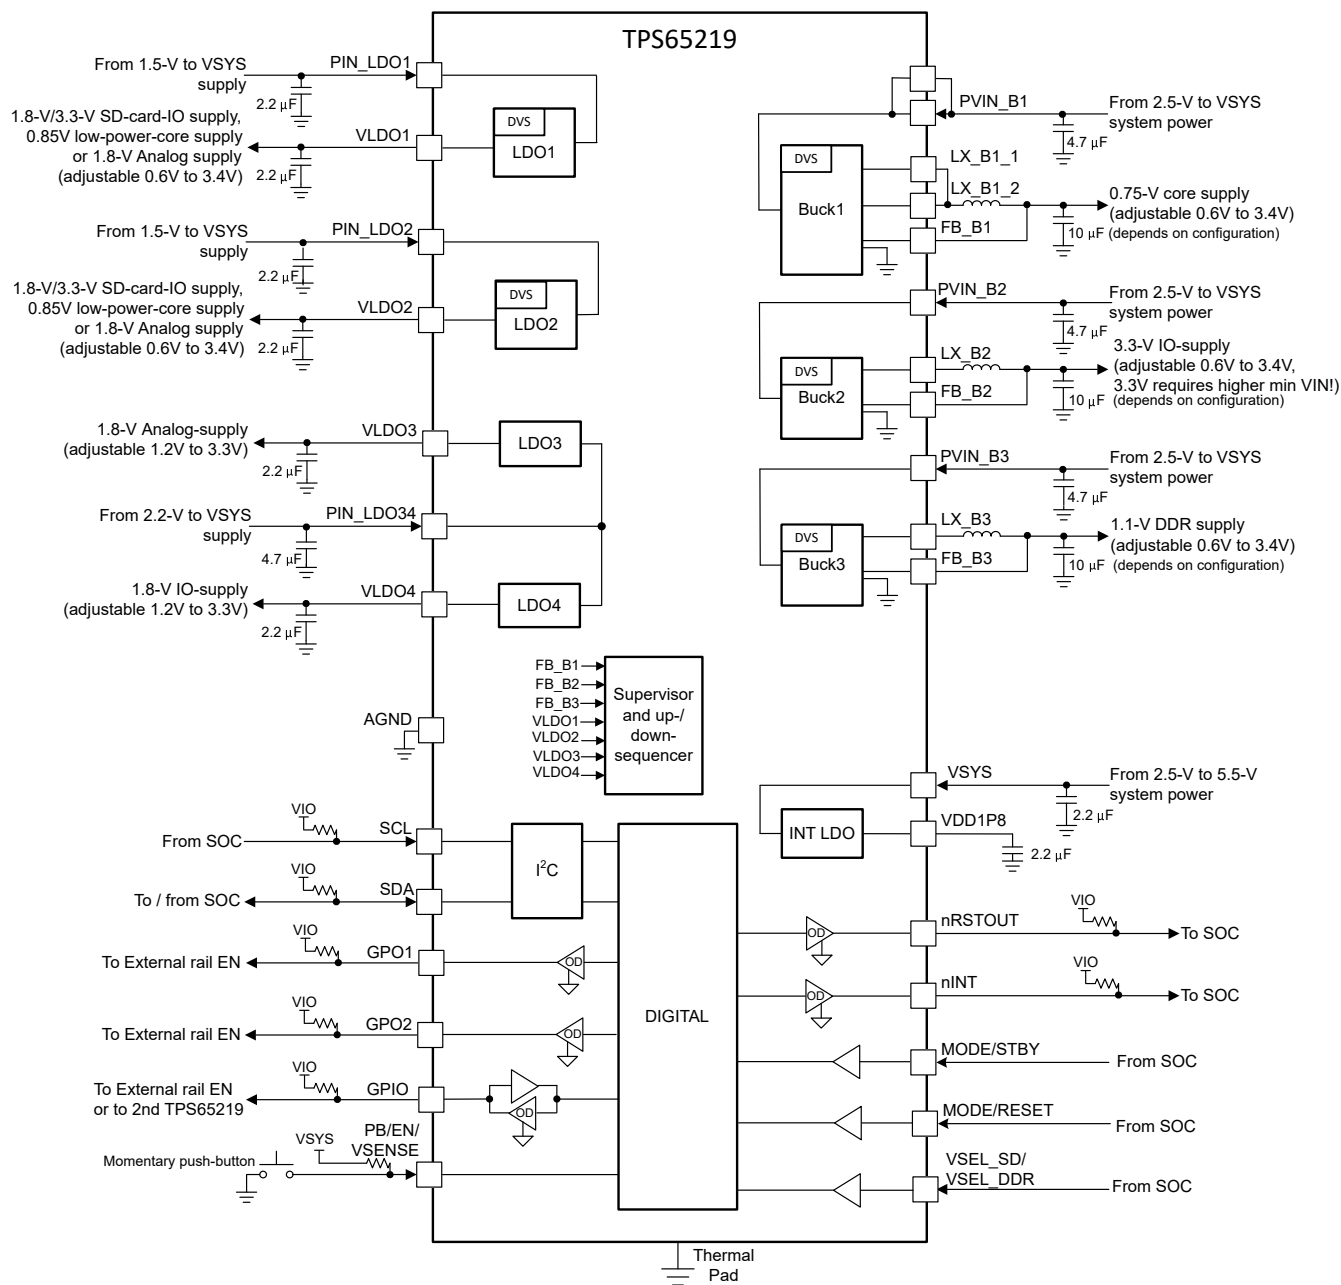 TPS65219
From 1.5-V to VSYS
supply
PIN_LDO1
2.2 µF
1.8-V/3.3-V SD-card-IO supply,
0.85V low-power-core supply
or 1.8-V Analog supply
(adjustable 0.6V to 3.4V)
VLDO1
2.2 µF
DVS
LDO1
From 1.5-V to VSYS
supply
PIN_LDO2
2.2 µF
1.8-V/3.3-V SD-card-IO supply,
0.85V low-power-core supply
or 1.8-V Analog supply
(adjustable 0.6V to 3.4V)
VLDO2
2.2 µF
DVS
LDO2
1.8-V Analog-supply
(adjustable 1.2V to 3.3V)
VLDO3
2.2 µF
LDO3
From 2.2-V to VSYS
supply
PIN_LDO34
4.7 µF
1.8-V IO-supply
(adjustable 1.2V to 3.3V)
VLDO4
2.2 µF
LDO4
AGND
FB_B1
FB_B2
FB_B3
VLDO1
VLDO2
VLDO3
VLDO4
Supervisor
and up-/
down-
sequencer
PVIN_B1
From 2.5-V to VSYS
system power
4.7 µF
DVS
Buck1
LX_B1_1
LX_B1_2
FB_B1
0.75-V core supply
(adjustable 0.6V to 3.4V)
10 µF (depends on configuration)
PVIN_B2
From 2.5-V to VSYS
system power
4.7 µF
DVS
Buck2
LX_B2
FB_B2
3.3-V IO-supply
(adjustable 0.6V to 3.4V,
3.3V requires higher min VIN!)
10 µF (depends on configuration)
PVIN_B3
From 2.5-V to VSYS
system power
4.7 µF
DVS
Buck3
LX_B3
FB_B3
1.1-V DDR supply
(adjustable 0.6V to 3.4V)
10 µF (depends on configuration)
VSYS
From 2.5-V to 5.5-V
system power
2.2 µF
INT LDO
VDD1P8
2.2 µF
From SOC
VIO
SCL
I²C
To / from SOC
VIO
SDA
To External rail EN
VIO
GPO1
OD
To External rail EN
VIO
GPO2
OD
To External rail EN
or to 2nd TPS65219
VIO
GPIO
OD
Momentary push-button
VSYS
PB/EN/
VSENSE
DIGITAL
OD
nRSTOUT
VIO
To SOC
OD
nINT
VIO
To SOC
MODE/STBY
From SOC
MODE/RESET
From SOC
VSEL_SD/
VSEL_DDR
From SOC
Thermal
Pad